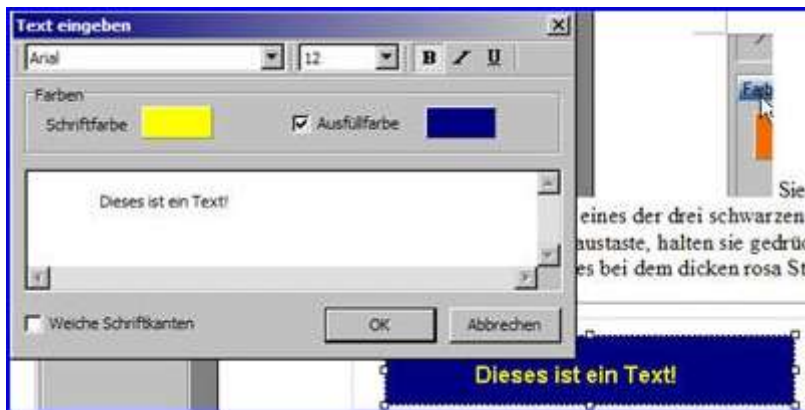 Text eingeben
Arial 12 B I U
Farben
Schriftfarbe Ausfüllfarbe
Dieses ist ein Text!
Weiche Schriftkanten OK Abbrechen
Farb
Sie
eines der drei schwarzen
austaste, halten sie gedrüc
es bei dem dicken rosa St
Dieses ist ein Text!